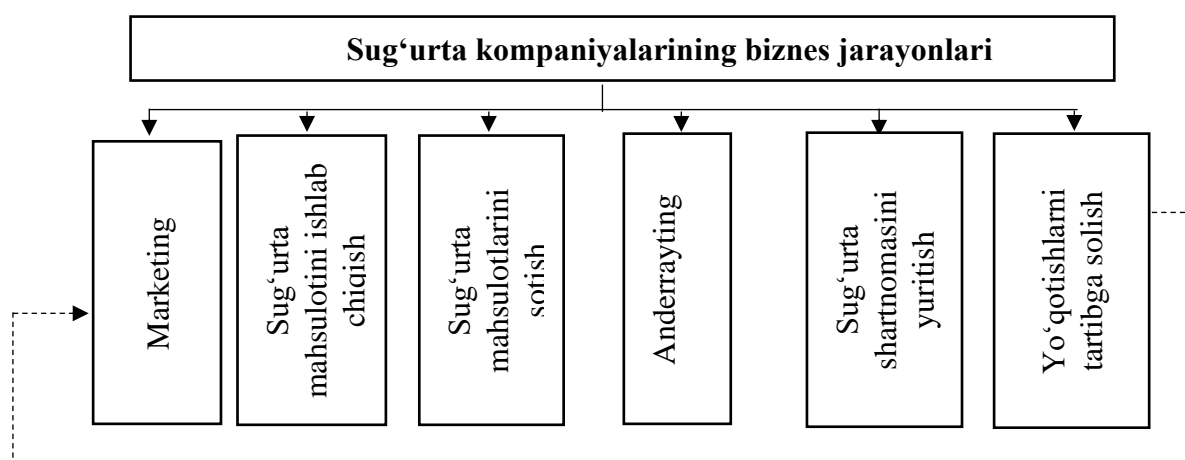 Sug‘urta kompaniyalarining biznes jarayonlari
Marketing
Sug‘urta
mahsulotini ishlab
chiqish
Sug‘urta
mahsulotlarini
sotish
Anderrayting
Sug‘urta
shartnomasini
yuritish
Yo‘qotishlarni
tartibga solish